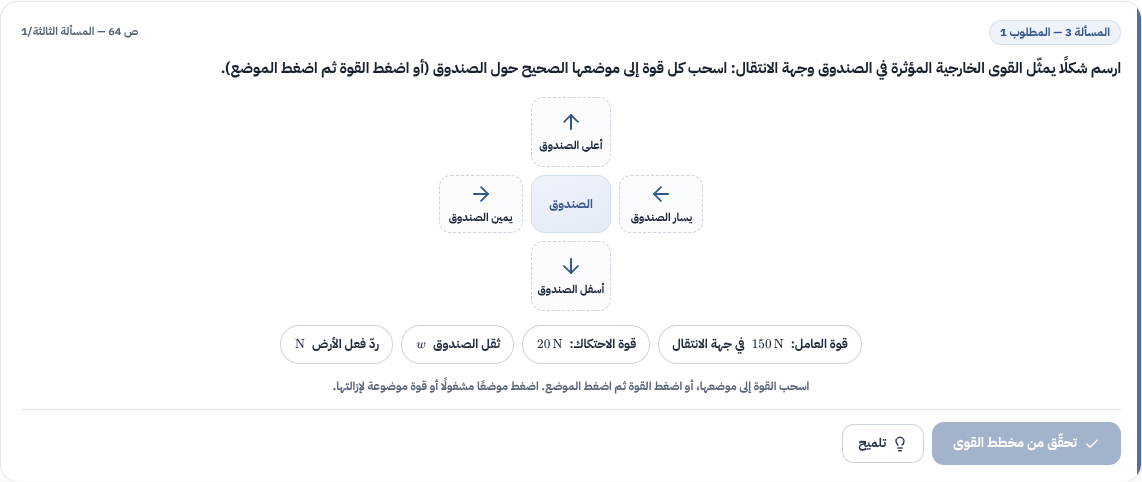 المسألة 3 — المطلوب 1
ص 64 — المسألة الثالثة/1
ارسم شكلًا يمثّل القوى الخارجية المؤثرة في الصندوق وجهة الانتقال: اسحب كل قوة إلى موضعها الصحيح حول الصندوق (أو اضغط القوة ثم اضغط الموضع).
↑
أعلى الصندوق
←
يسار الصندوق
الصندوق
→
يمين الصندوق
↓
أسفل الصندوق
قوة العامل: 150 N في جهة الانتقال
قوة الاحتكاك: 20 N
ثقل الصندوق w
ردّ فعل الأرض N
اسحب القوة إلى موضعها، أو اضغط القوة ثم اضغط الموضع. اضغط موضعًا مشغولًا أو قوة موضوعة لإزالتها.
تحقّق من مخطط القوى
تلميح